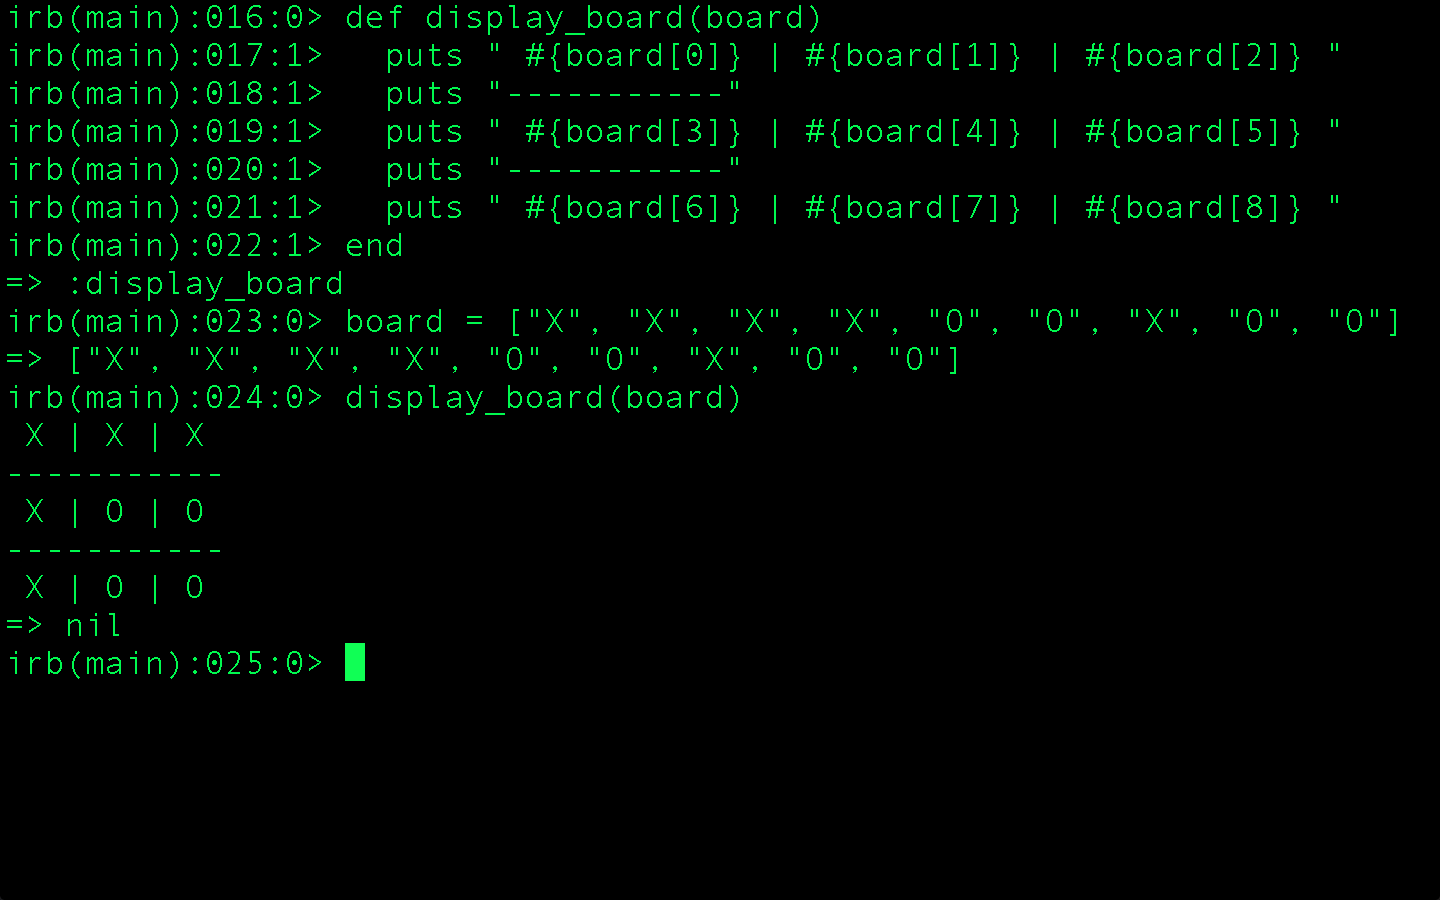 irb(main):016:0> def display_board(board)
irb(main):017:1>   puts " #{board[0]} | #{board[1]} | #{board[2]} "
irb(main):018:1>   puts "-----------"
irb(main):019:1>   puts " #{board[3]} | #{board[4]} | #{board[5]} "
irb(main):020:1>   puts "-----------"
irb(main):021:1>   puts " #{board[6]} | #{board[7]} | #{board[8]} "
irb(main):022:1> end
=> :display_board
irb(main):023:0> board = ["X", "X", "X", "X", "O", "O", "X", "O", "O"]
=> ["X", "X", "X", "X", "O", "O", "X", "O", "O"]
irb(main):024:0> display_board(board)
 X | X | X
-----------
 X | O | O
-----------
 X | O | O
=> nil
irb(main):025:0>